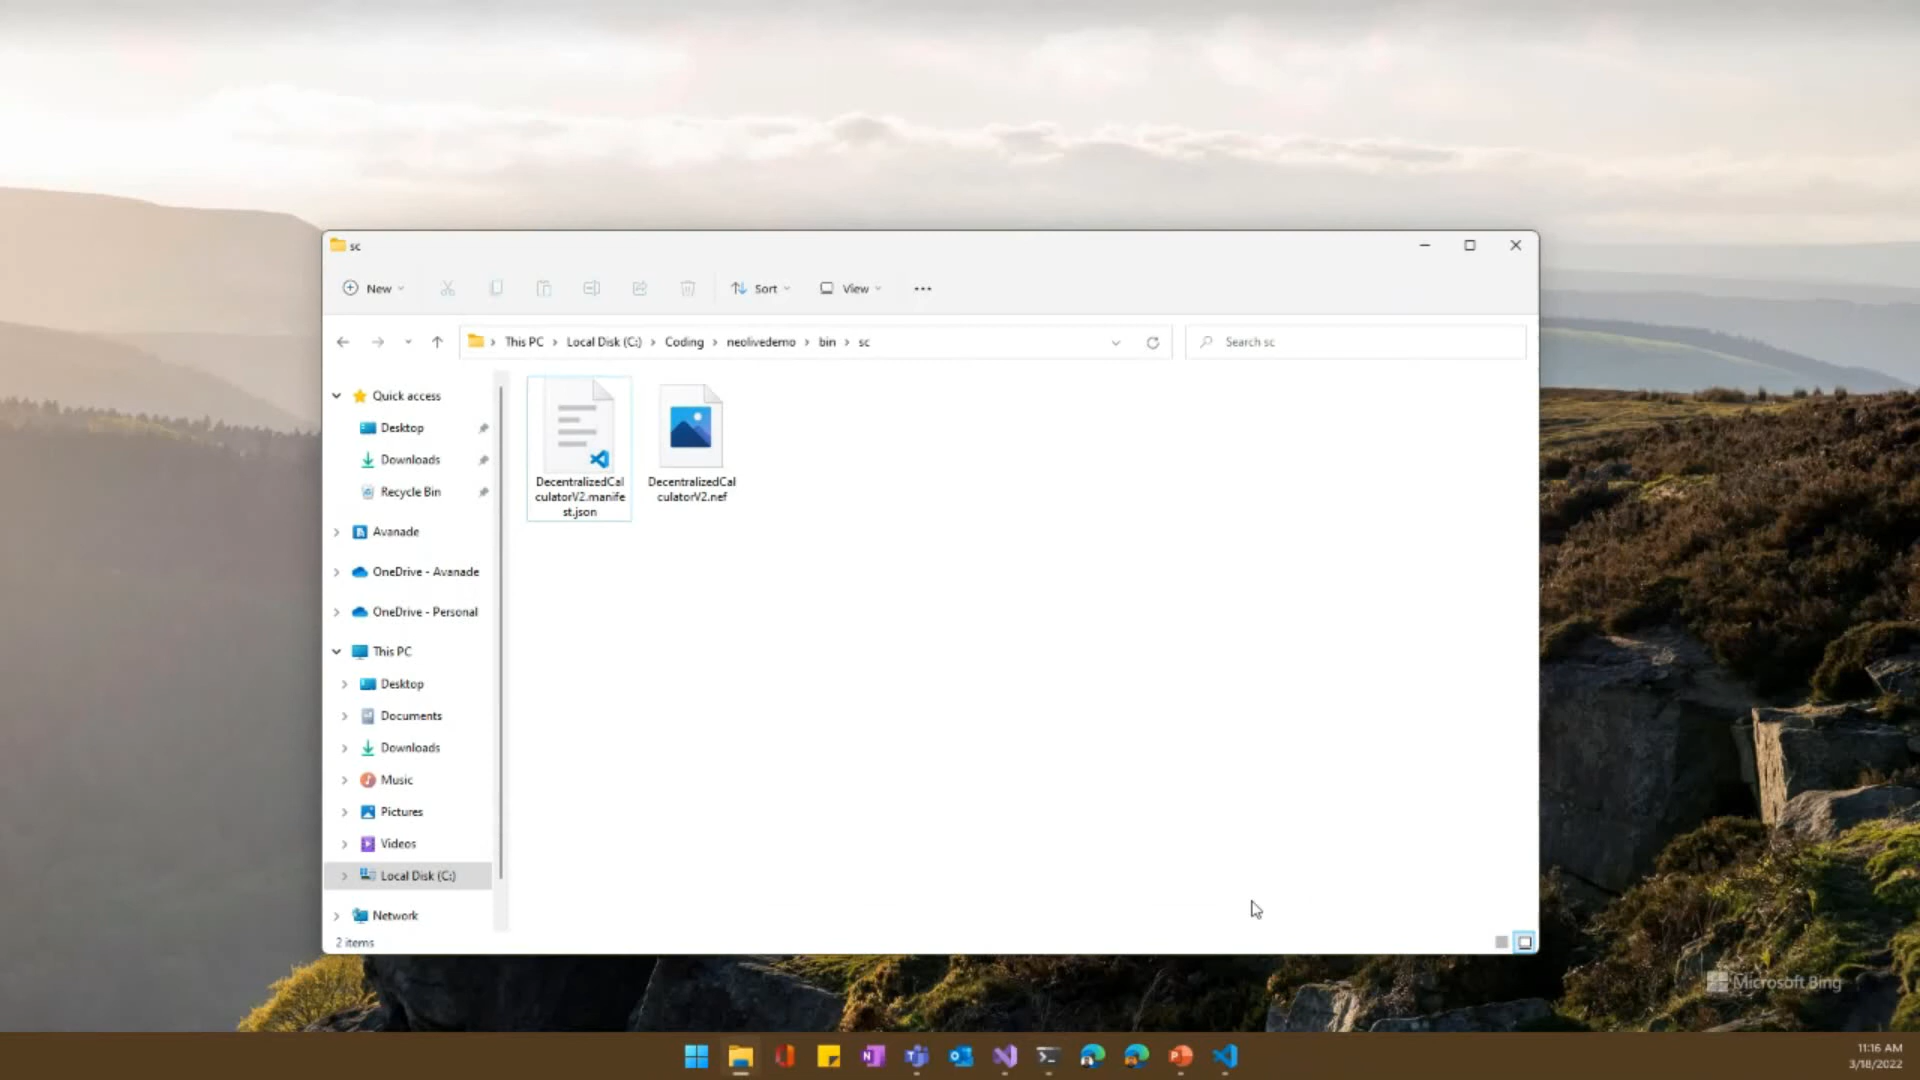 sc
New
Sort
View
This PC
Local Disk (C:)
Coding
neolivedemo
bin
sc
Search sc
Quick access
Desktop
Downloads
Recycle Bin
Avanade
OneDrive - Avanade
OneDrive - Personal
This PC
Desktop
Documents
Downloads
Music
Pictures
Videos
Local Disk (C:)
Network
DecentralizedCal
culatorV2.manife
st.json
DecentralizedCal
culatorV2.nef
2 items
Microsoft Bing
11:16 AM
3/18/2022